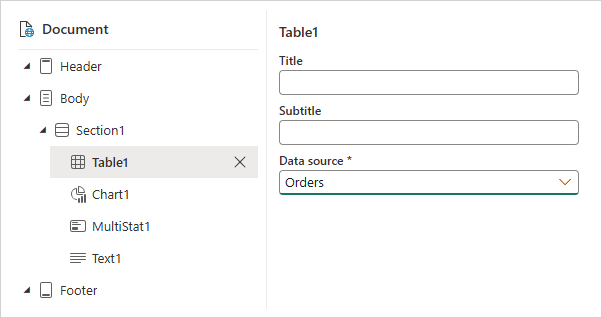 Document
Header
Body
Section1
Table1
Chart1
MultiStat1
Text1
Footer
Table1
Title
Subtitle
Data source *
Orders